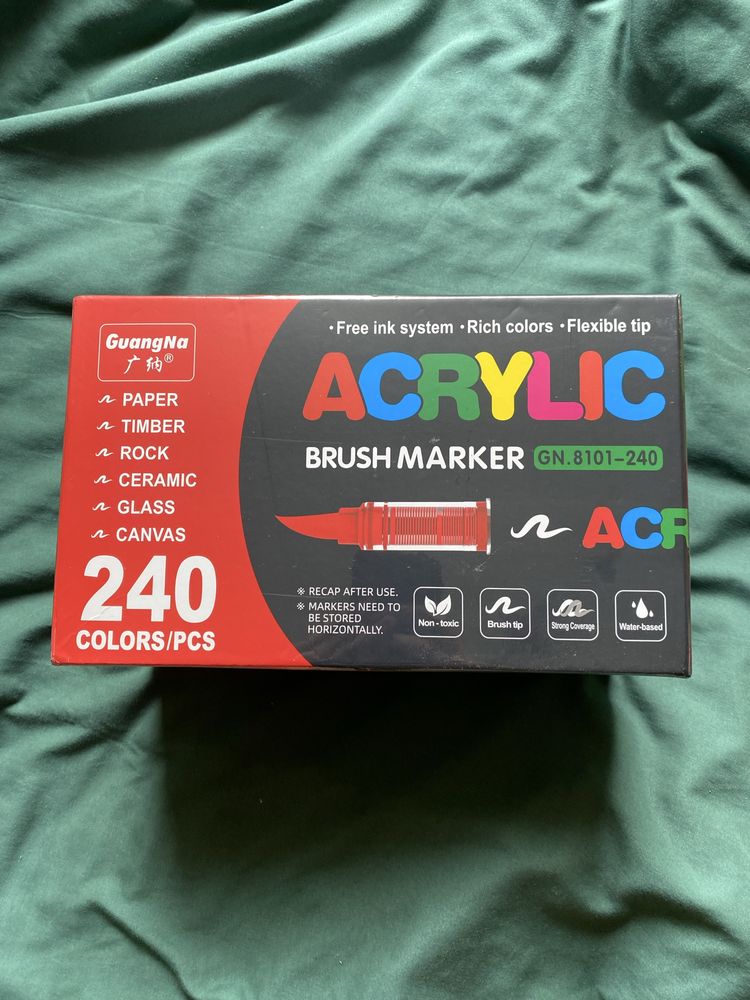 GuangNa
广纳®
PAPER
TIMBER
ROCK
CERAMIC
GLASS
CANVAS
240
COLORS/PCS
·Free ink system ·Rich colors ·Flexible tip
ACRYLIC
BRUSH MARKER GN.8101-240
ACR
※ RECAP AFTER USE.
※ MARKERS NEED TO
BE STORED
HORIZONTALLY.
Non-toxic
Brush tip
Strong Coverage
Water-based